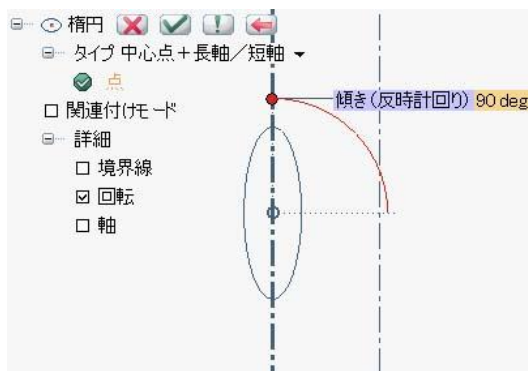 楕円
タイプ 中心点+長軸/短軸
点
関連付けモード
詳細
境界線
回転
軸
傾き(反時計回り) 90 deg